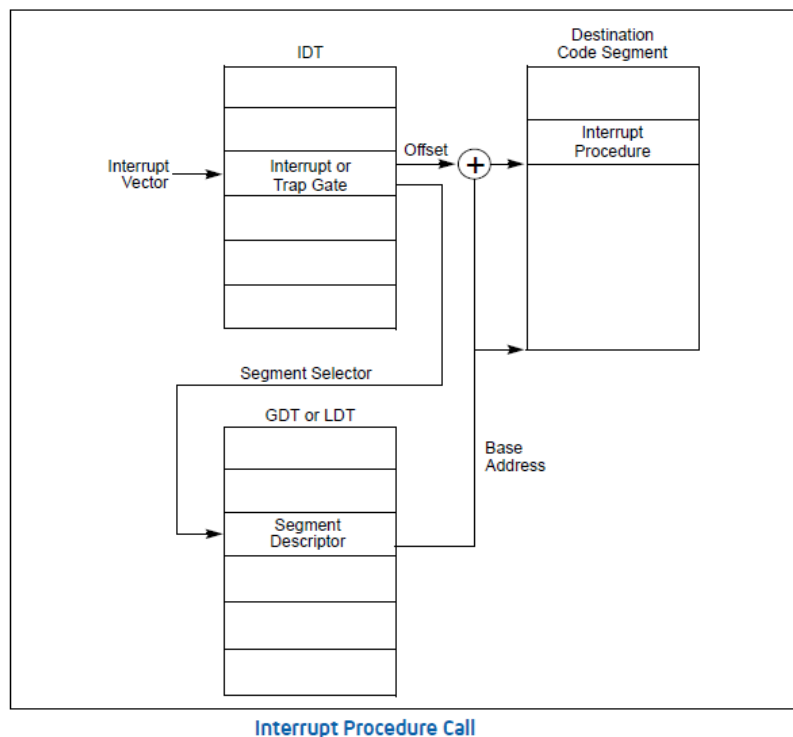 IDT
Destination
Code Segment
Interrupt
Vector
Interrupt or
Trap Gate
Offset
+
Interrupt
Procedure
Segment Selector
GDT or LDT
Base
Address
Segment
Descriptor
Interrupt Procedure Call